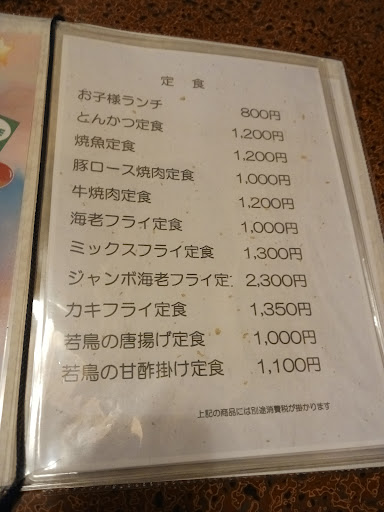 定 食
お子様ランチ 800円
とんかつ定食 1,200円
焼魚定食 1,200円
豚ロース焼肉定食 1,000円
牛焼肉定食 1,200円
海老フライ定食 1,000円
ミックスフライ定食 1,300円
ジャンボ海老フライ定 2,300円
カキフライ定食 1,350円
若鳥の唐揚げ定食 1,000円
若鳥の甘酢掛け定食 1,100円
上記の商品には別途消費税が掛かります